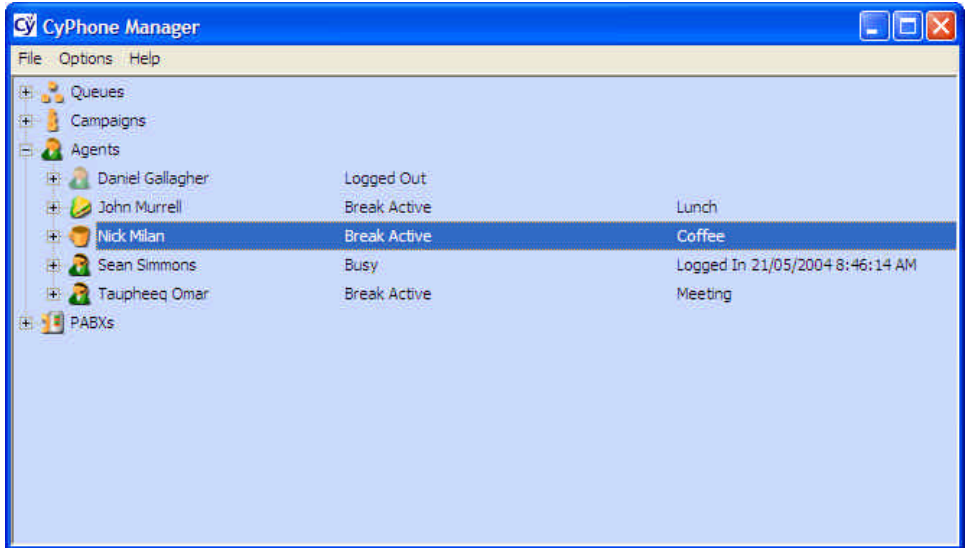 Cy CyPhone Manager
File Options Help
Queues
Campaigns
Agents
Daniel Gallagher Logged Out
John Murrell Break Active Lunch
Nick Milan Break Active Coffee
Sean Simmons Busy Logged In 21/05/2004 8:46:14 AM
Taupheeq Omar Break Active Meeting
PABXs